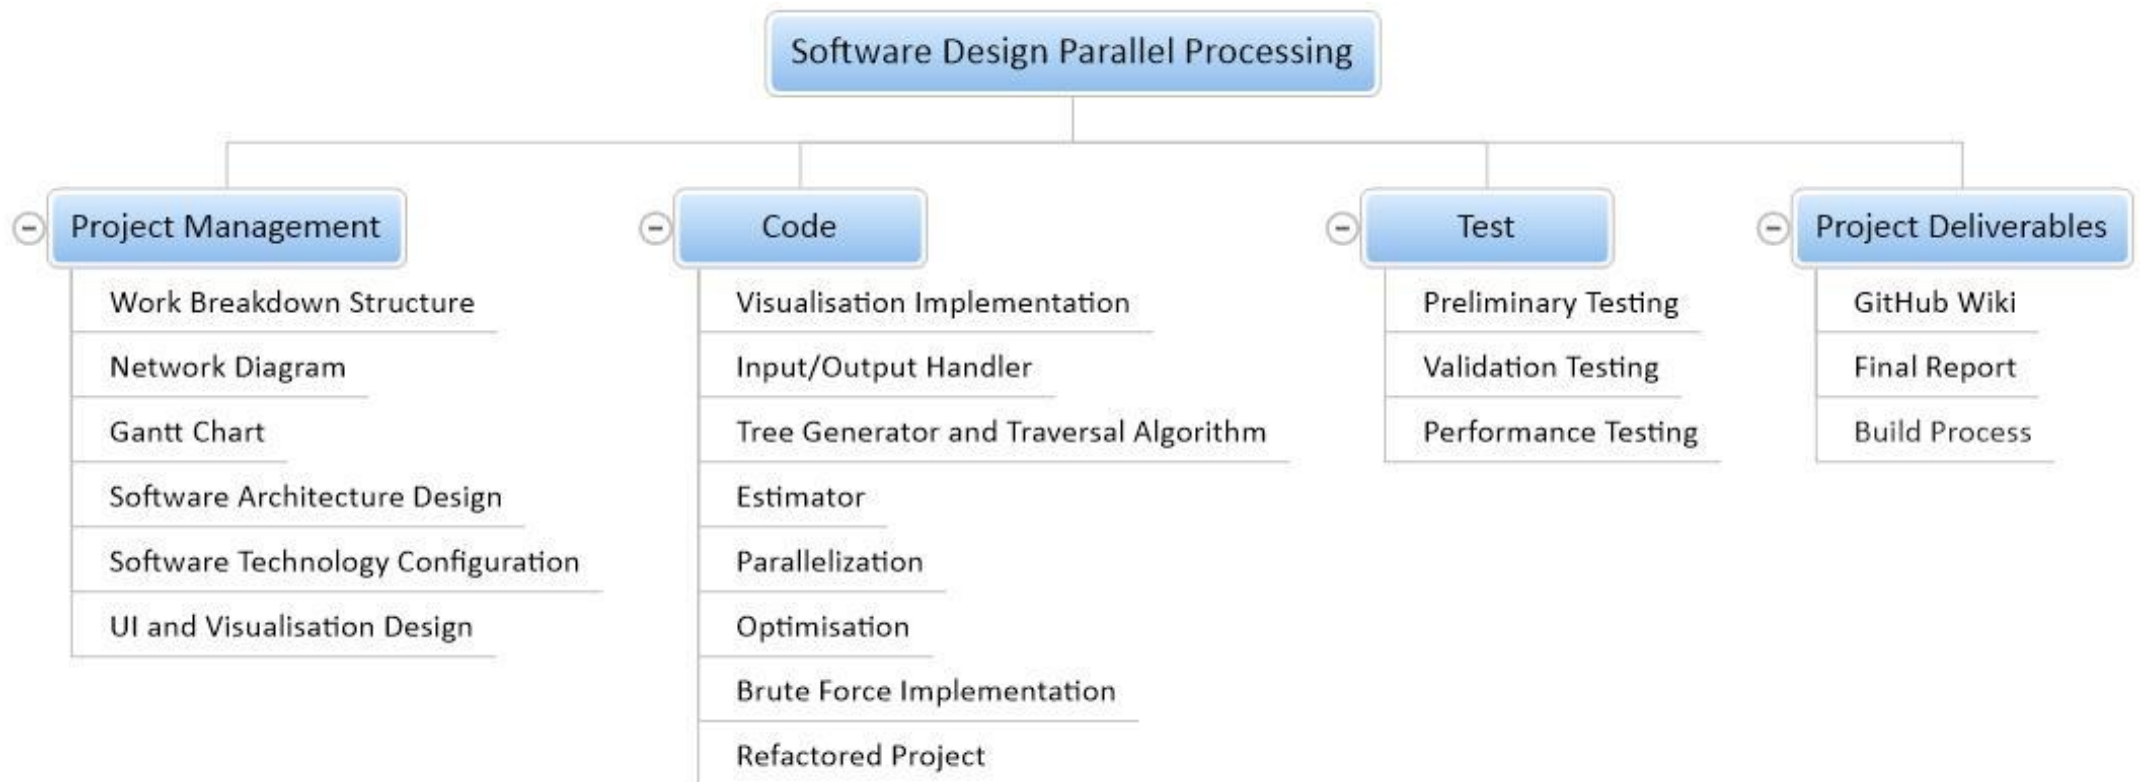 Software Design Parallel Processing
Project Management
Work Breakdown Structure
Network Diagram
Gantt Chart
Software Architecture Design
Software Technology Configuration
UI and Visualisation Design
Code
Visualisation Implementation
Input/Output Handler
Tree Generator and Traversal Algorithm
Estimator
Parallelization
Optimisation
Brute Force Implementation
Refactored Project
Test
Preliminary Testing
Validation Testing
Performance Testing
Project Deliverables
GitHub Wiki
Final Report
Build Process